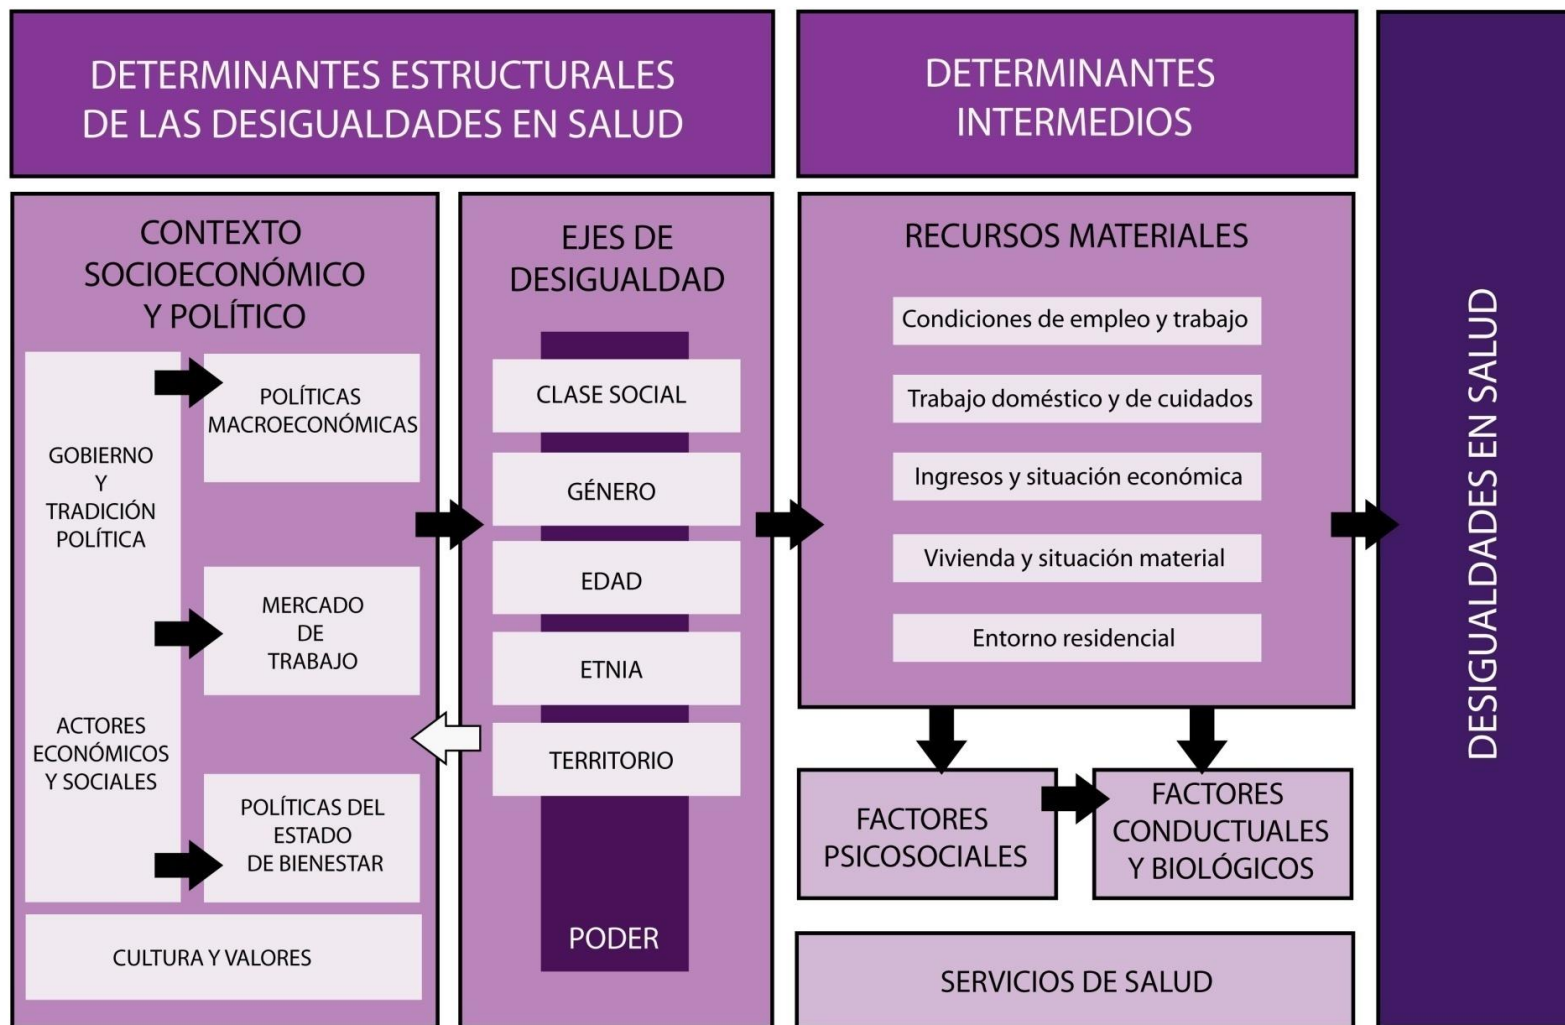 DETERMINANTES ESTRUCTURALES
DE LAS DESIGUALDADES EN SALUD
DETERMINANTES
INTERMEDIOS
CONTEXTO
SOCIOECONÓMICO
Y POLÍTICO
GOBIERNO
Y
TRADICIÓN
POLÍTICA
ACTORES
ECONÓMICOS
Y SOCIALES
POLÍTICAS
MACROECONÓMICAS
MERCADO
DE
TRABAJO
POLÍTICAS DEL
ESTADO
DE BIENESTAR
CULTURA Y VALORES
EJES DE
DESIGUALDAD
CLASE SOCIAL
GÉNERO
EDAD
ETNIA
TERRITORIO
PODER
RECURSOS MATERIALES
Condiciones de empleo y trabajo
Trabajo doméstico y de cuidados
Ingresos y situación económica
Vivienda y situación material
Entorno residencial
FACTORES
PSICOSOCIALES
FACTORES
CONDUCTUALES
Y BIOLÓGICOS
SERVICIOS DE SALUD
DESIGUALDADES EN SALUD